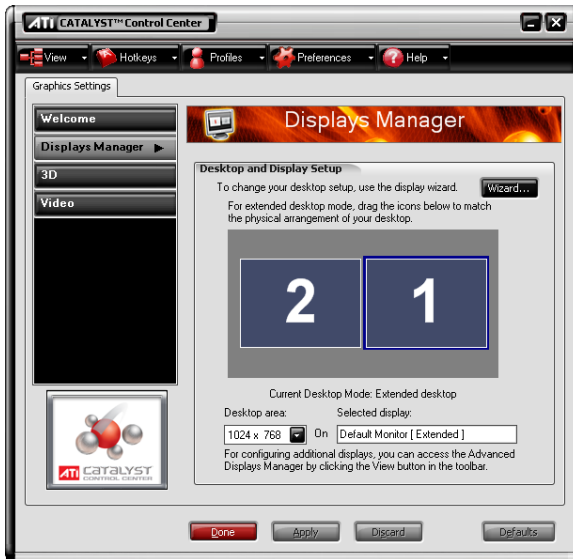 ATI CATALYST™ Control Center
View Hotkeys Profiles Preferences Help
Graphics Settings
Welcome
Displays Manager
3D
Video
Displays Manager
Desktop and Display Setup
To change your desktop setup, use the display wizard.
Wizard...
For extended desktop mode, drag the icons below to match
the physical arrangement of your desktop.
2 1
Current Desktop Mode: Extended desktop
Desktop area: Selected display:
1024 x 768 On Default Monitor [ Extended ]
For configuring additional displays, you can access the Advanced
Displays Manager by clicking the View button in the toolbar.
ATI CATALYST
CONTROL CENTER
Done Apply Discard Defaults